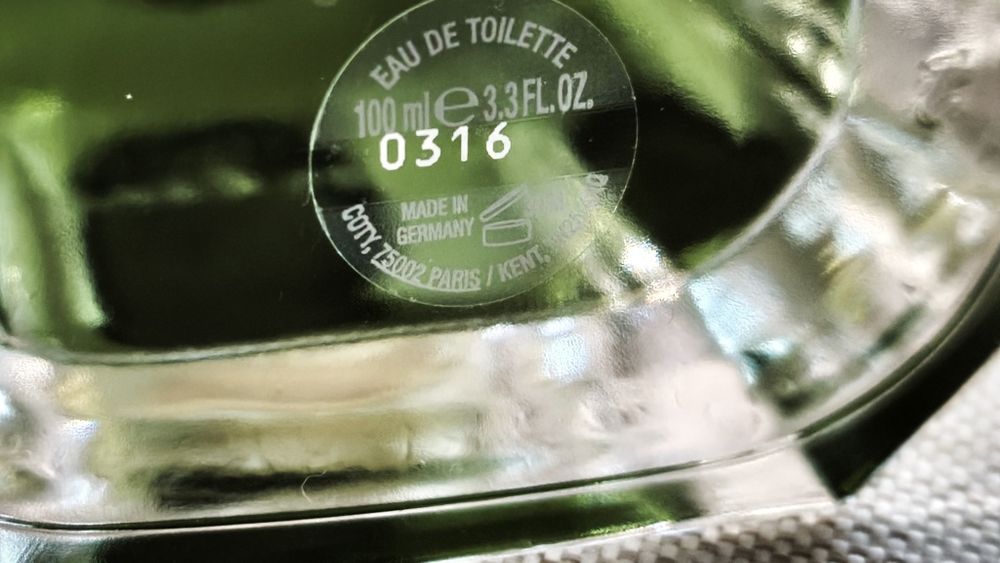 EAU DE TOILETTE
100 ml e 3.3 FL. OZ.
0316
MADE IN
GERMANY
COTY, 75002 PARIS / KENT,